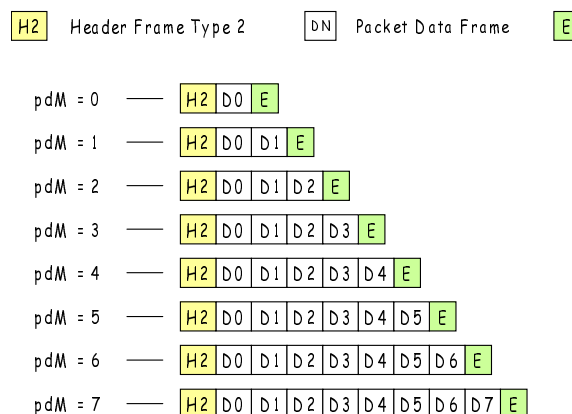 H2 Header Frame Type 2 DN Packet Data Frame E
pdM = 0 H2 D0 E
pdM = 1 H2 D0 D1 E
pdM = 2 H2 D0 D1 D2 E
pdM = 3 H2 D0 D1 D2 D3 E
pdM = 4 H2 D0 D1 D2 D3 D4 E
pdM = 5 H2 D0 D1 D2 D3 D4 D5 E
pdM = 6 H2 D0 D1 D2 D3 D4 D5 D6 E
pdM = 7 H2 D0 D1 D2 D3 D4 D5 D6 D7 E